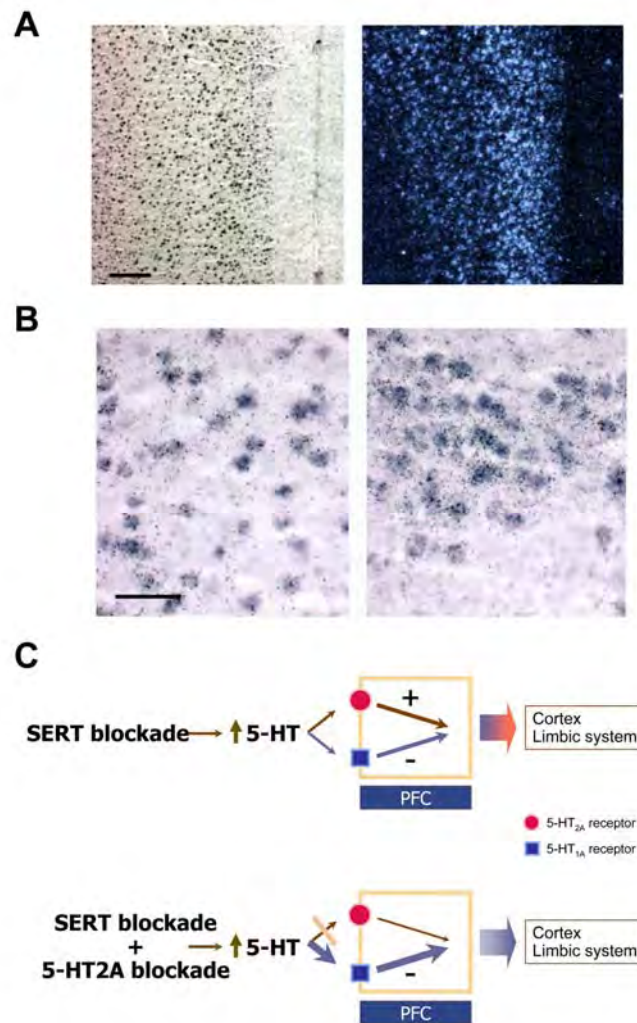 A
B
C
SERT blockade
5-HT
+
-
PFC
Cortex
Limbic system
5-HT2A receptor
5-HT1A receptor
SERT blockade
+
5-HT2A blockade
5-HT
-
PFC
Cortex
Limbic system